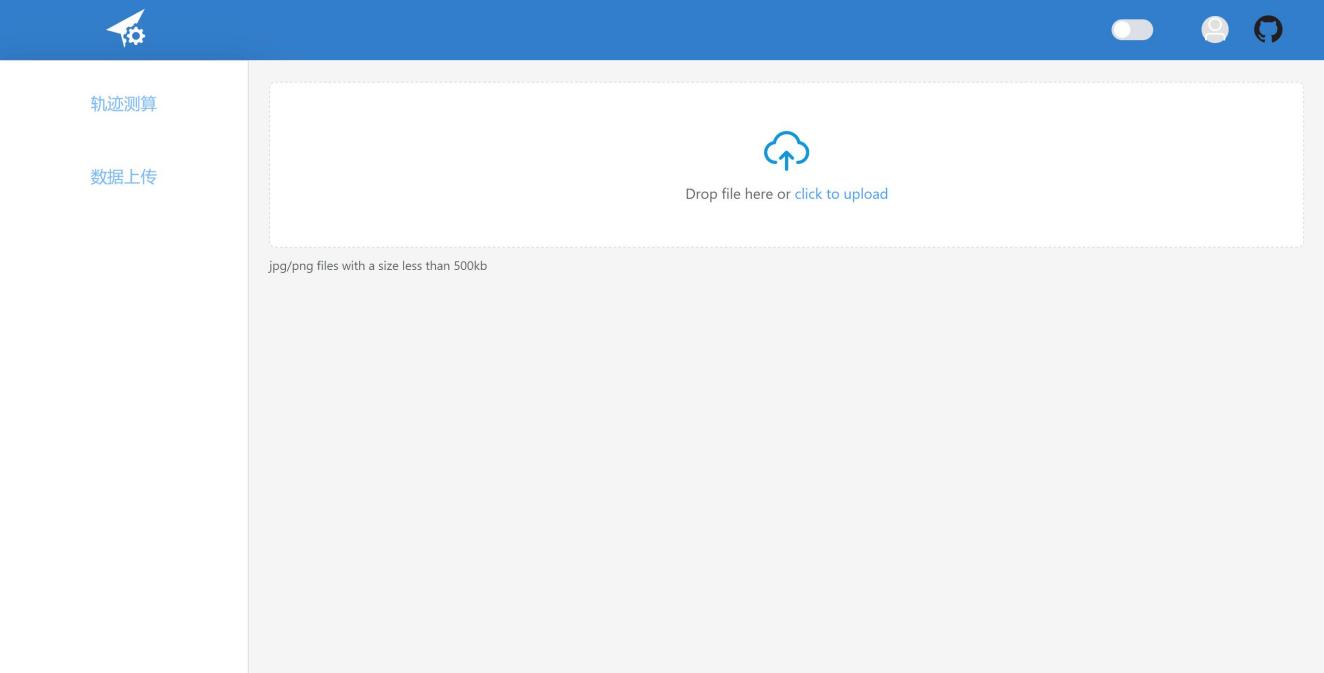 轨迹测算
数据上传
Drop file here or click to upload
jpg/png files with a size less than 500kb